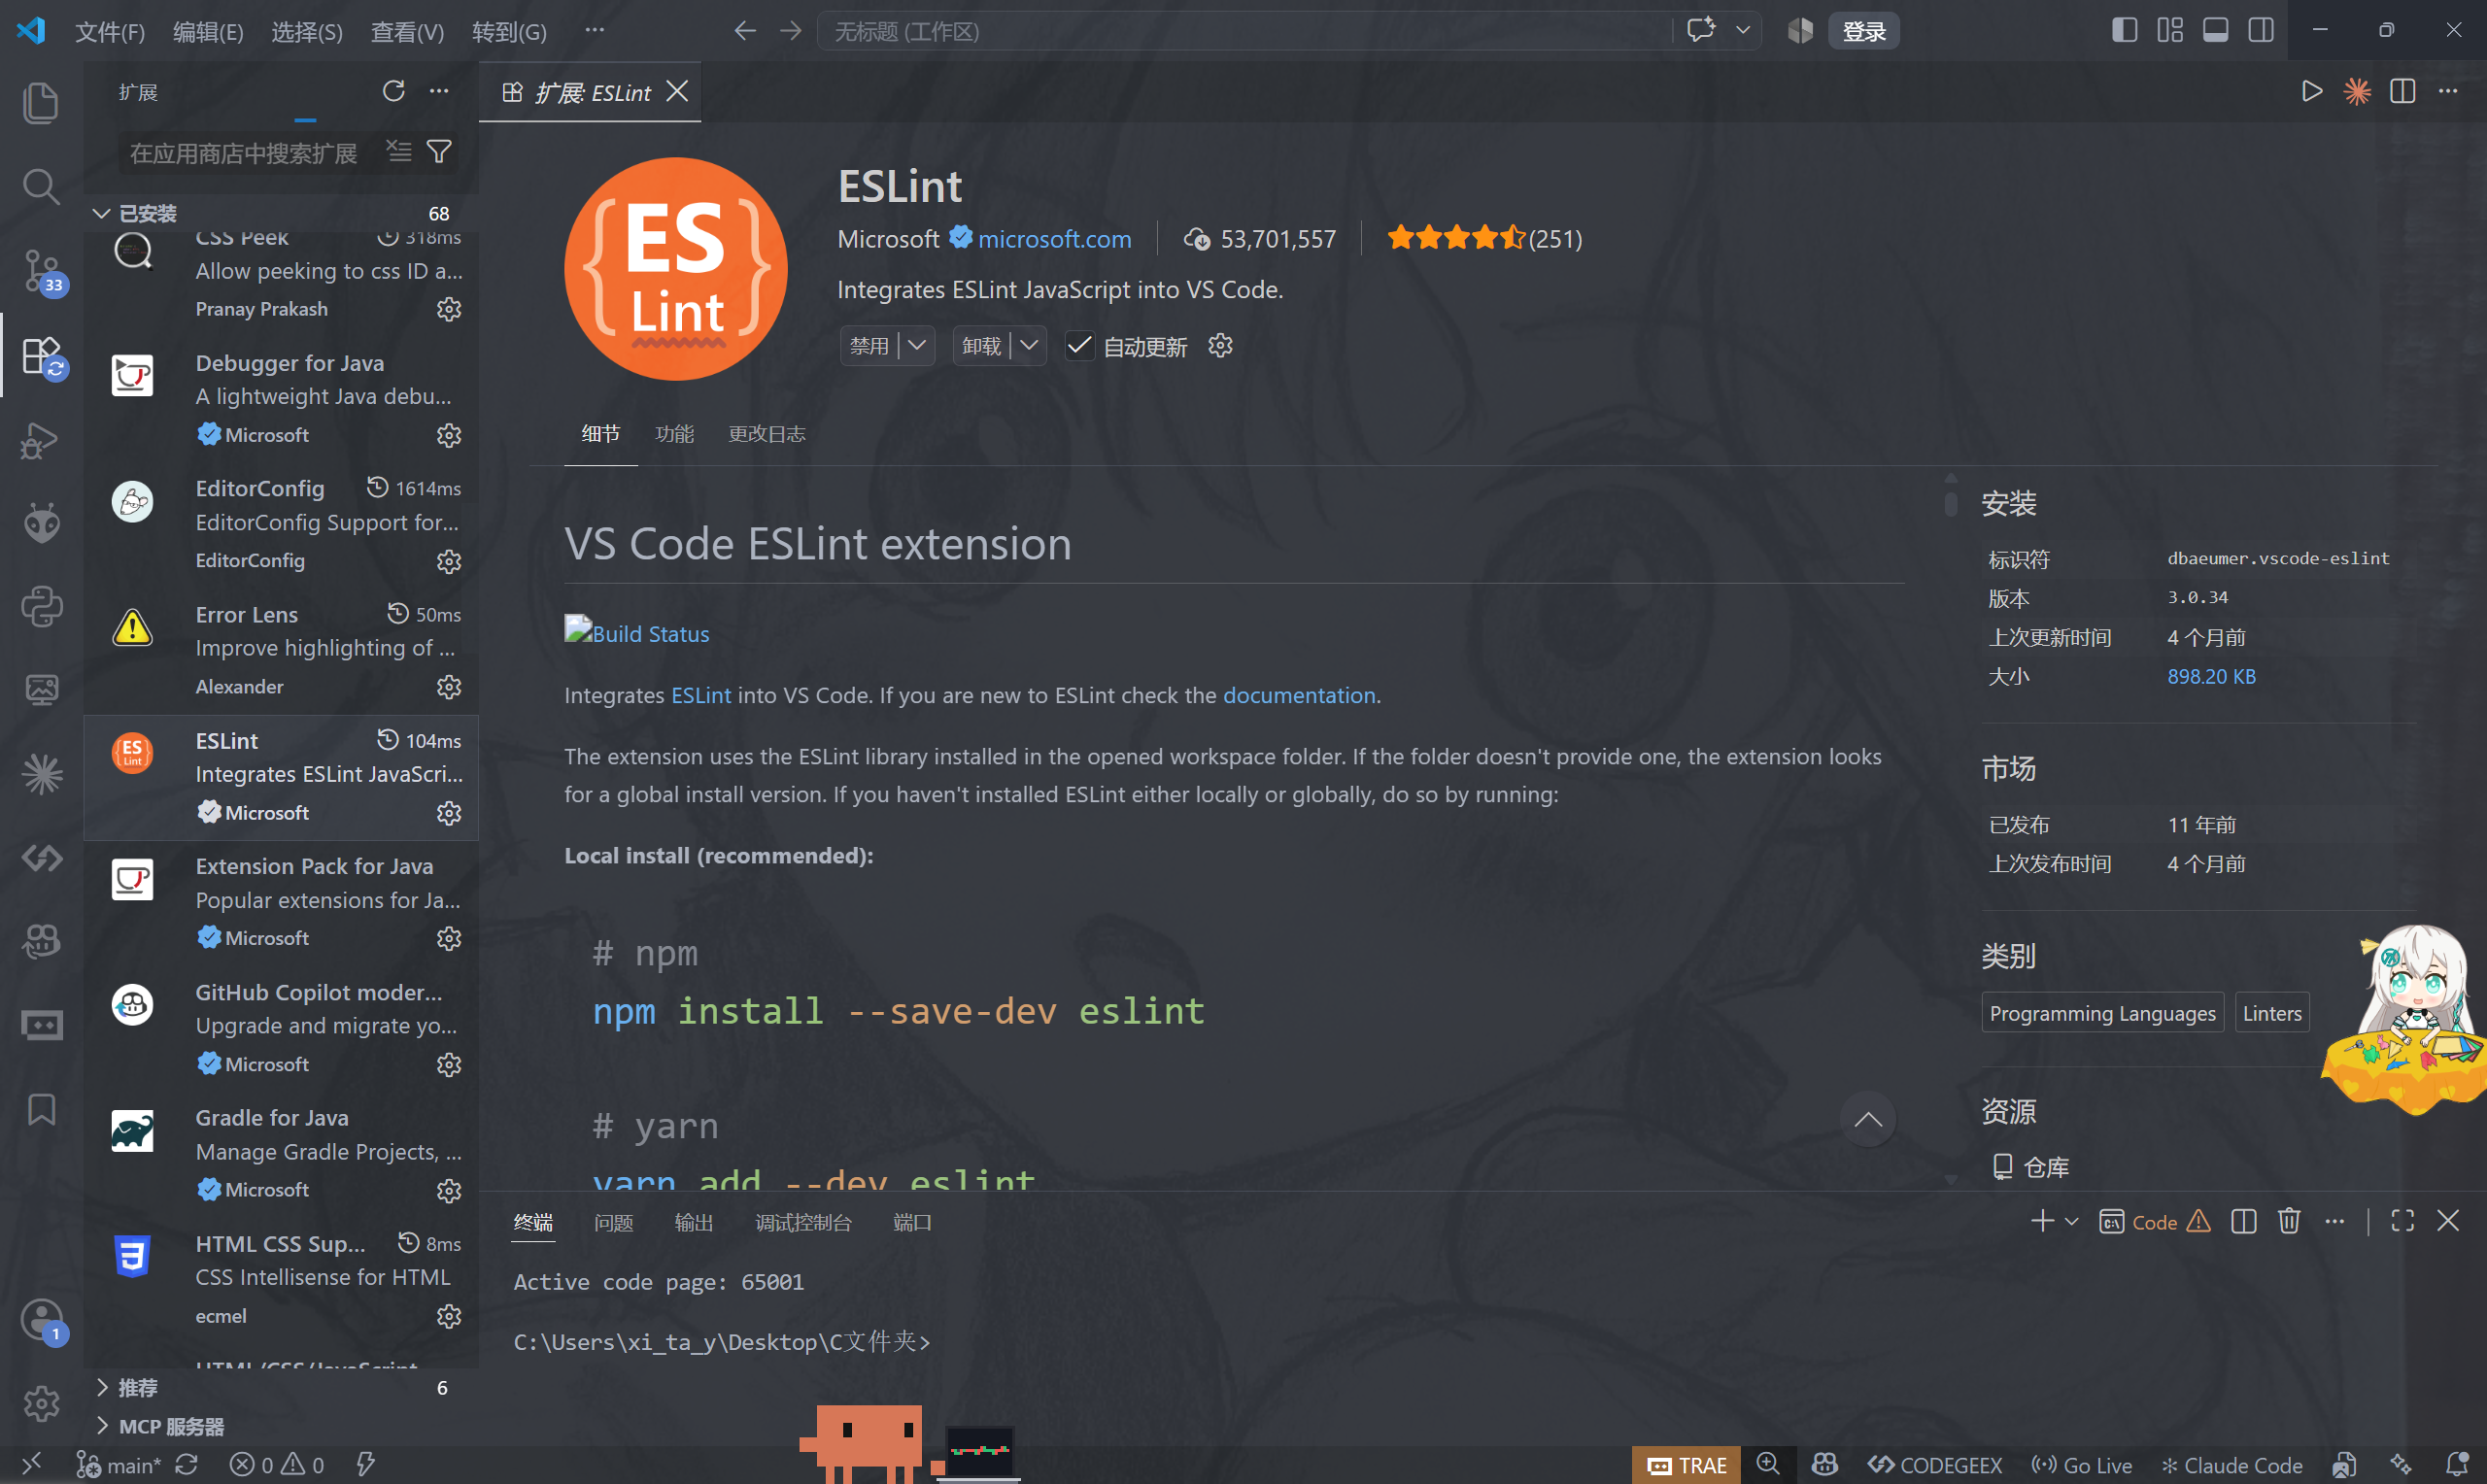 文件(F) 编辑(E) 选择(S) 查看(V) 转到(G) ··· 无标题 (工作区) 登录
扩展
在应用商店中搜索扩展
已安装 68
CSS Peek 318ms
Allow peeking to css ID a...
Pranay Prakash
Debugger for Java
A lightweight Java debu...
Microsoft
EditorConfig 1614ms
EditorConfig Support for...
EditorConfig
Error Lens 50ms
Improve highlighting of ...
Alexander
ESLint 104ms
Integrates ESLint JavaScri...
Microsoft
Extension Pack for Java
Popular extensions for Ja...
Microsoft
GitHub Copilot moder...
Upgrade and migrate yo...
Microsoft
Gradle for Java
Manage Gradle Projects, ...
Microsoft
HTML CSS Sup... 8ms
CSS Intellisense for HTML
ecmel
HTML/CSS/JavaScript
推荐 6
MCP 服务器
33
1
扩展: ESLint
ES
Lint
ESLint
Microsoft microsoft.com 53,701,557 (251)
Integrates ESLint JavaScript into VS Code.
禁用 卸载 自动更新
细节 功能 更改日志
VS Code ESLint extension
Build Status
Integrates ESLint into VS Code. If you are new to ESLint check the documentation.
The extension uses the ESLint library installed in the opened workspace folder. If the folder doesn't provide one, the extension looks
for a global install version. If you haven't installed ESLint either locally or globally, do so by running:
Local install (recommended):
# npm
npm install --save-dev eslint
# yarn
yarn add --dev eslint
安装
标识符 dbaeumer.vscode-eslint
版本 3.0.34
上次更新时间 4 个月前
大小 898.20 KB
市场
已发布 11 年前
上次发布时间 4 个月前
类别
Programming Languages Linters
资源
仓库
终端 问题 输出 调试控制台 端口 Code
Active code page: 65001
C:\Users\xi_ta_y\Desktop\C文件夹>
main* 0 0 TRAE CODEGEEX Go Live Claude Code